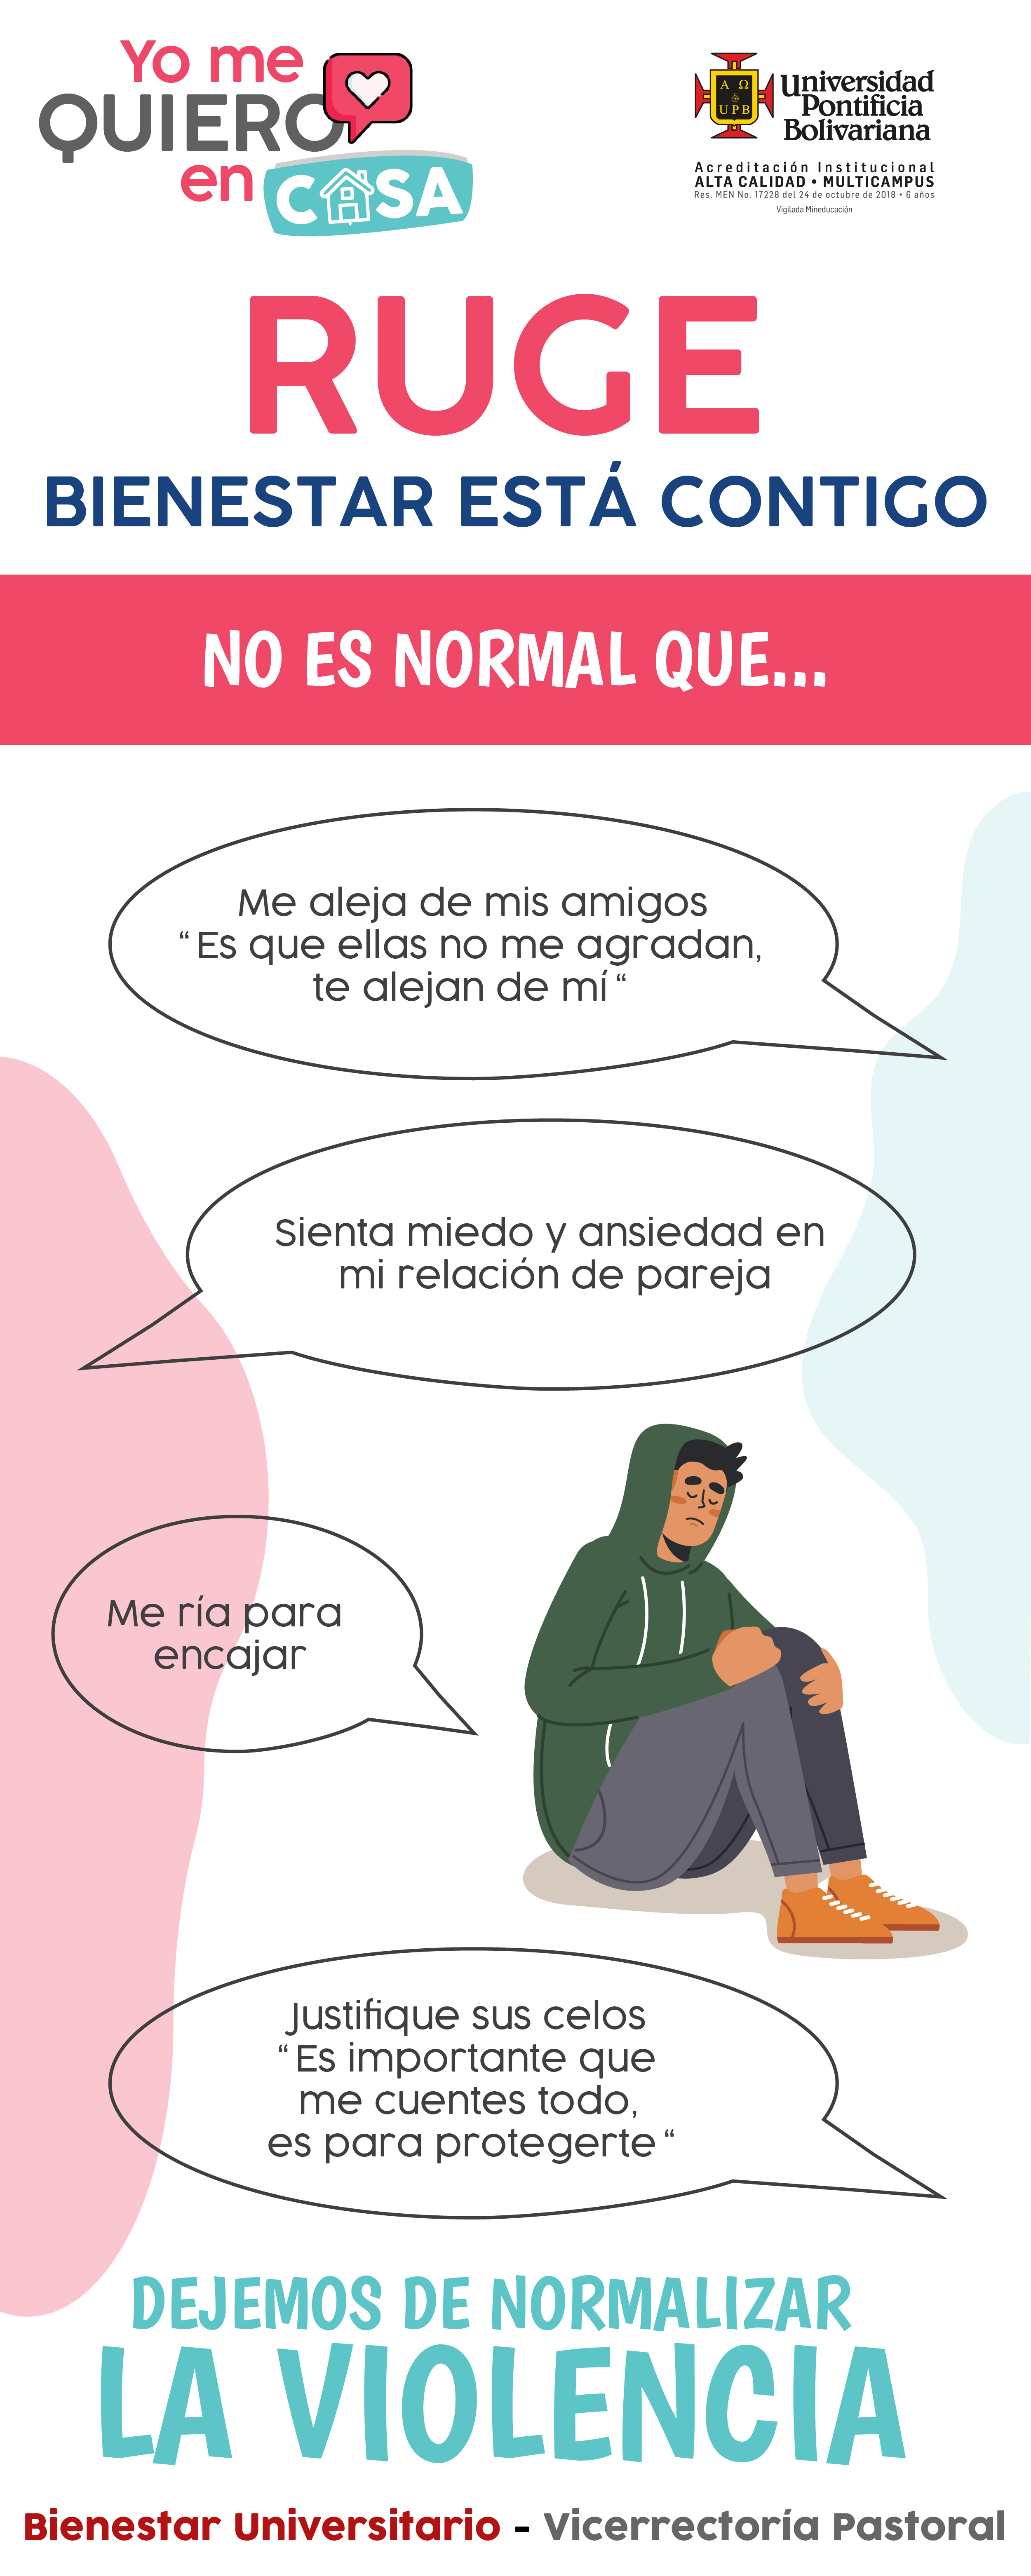 Yo me
QUIERO
en CASA
A Ω
UPB
Universidad
Pontificia
Bolivariana
Acreditación Institucional
ALTA CALIDAD • MULTICAMPUS
Res. MEN No. 17228 del 24 de octubre de 2018 • 6 años
Vigilada Mineducación
RUGE
BIENESTAR ESTÁ CONTIGO
NO ES NORMAL QUE...
Me aleja de mis amigos
“ Es que ellas no me agradan,
te alejan de mí “
Sienta miedo y ansiedad en
mi relación de pareja
Me ría para
encajar
Justifique sus celos
“ Es importante que
me cuentes todo,
es para protegerte “
DEJEMOS DE NORMALIZAR
LA VIOLENCIA
Bienestar Universitario - Vicerrectoría Pastoral